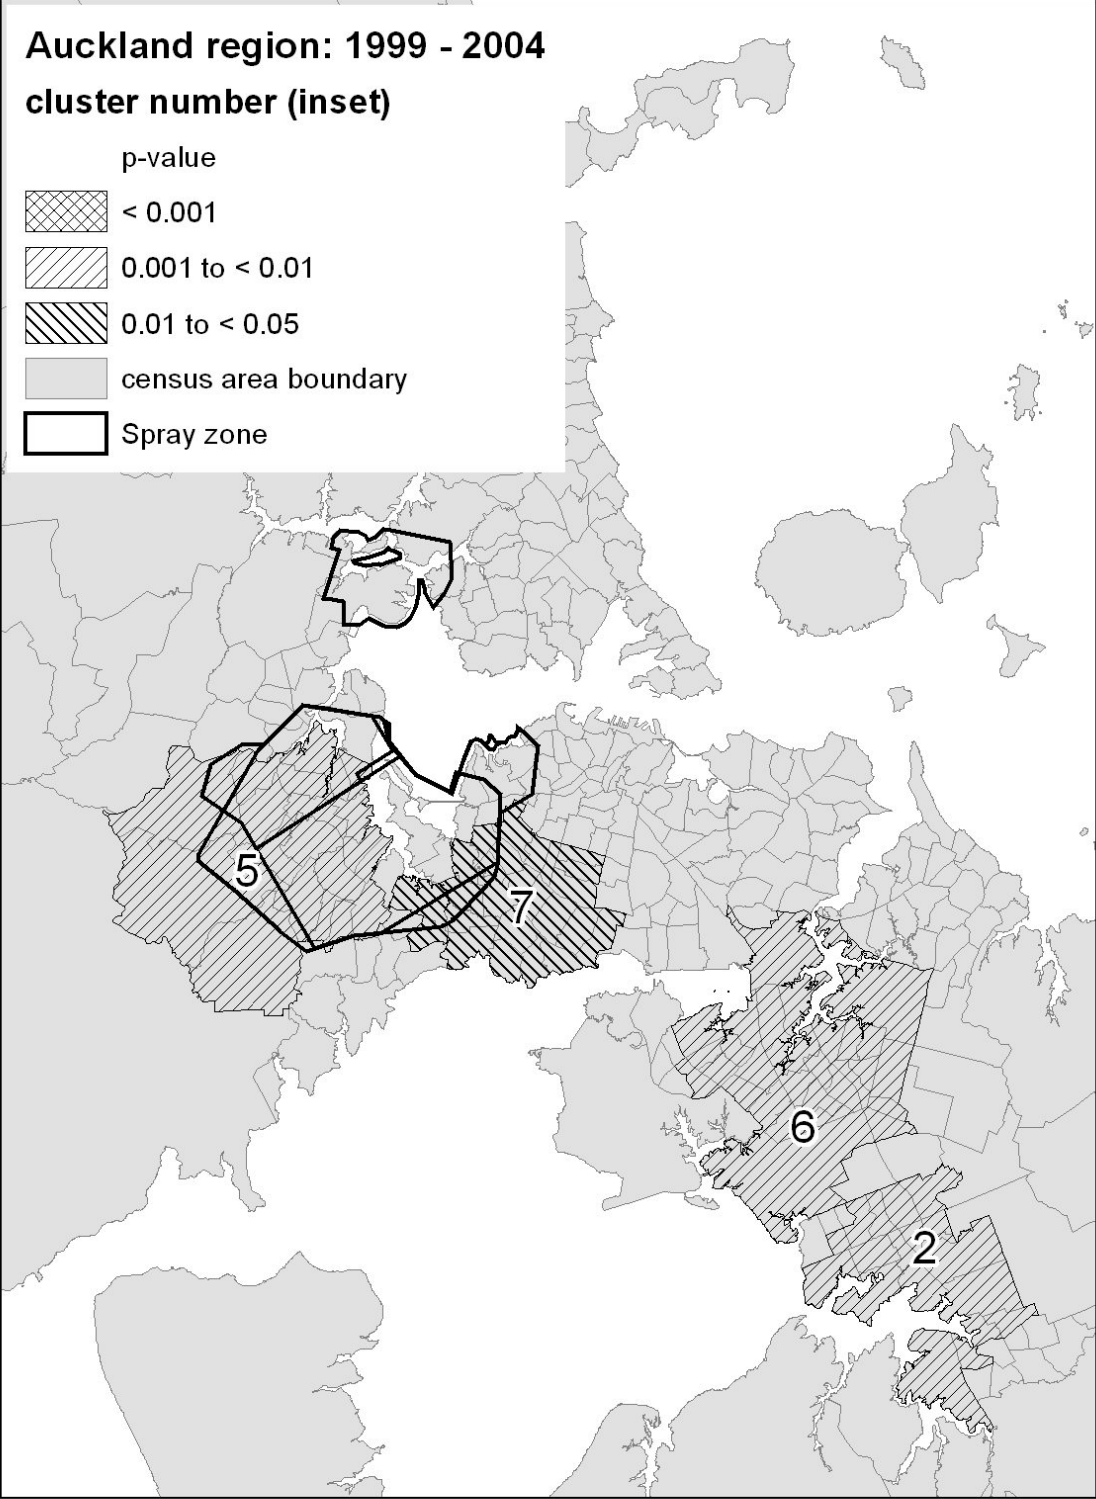 Auckland region: 1999 - 2004
cluster number (inset)
p-value
< 0.001
0.001 to < 0.01
0.01 to < 0.05
census area boundary
Spray zone
5
7
6
2